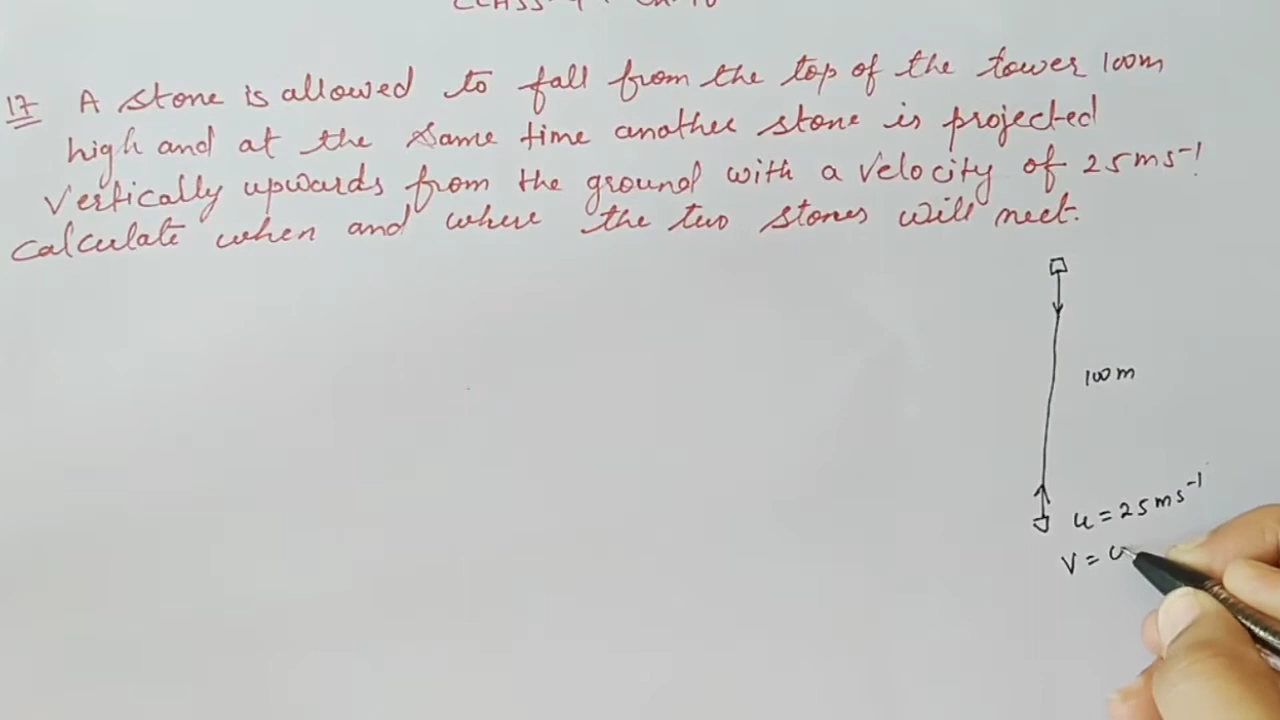 17 A stone is allowed to fall from the top of the tower 100m
high and at the same time another stone is projected
vertically upwards from the ground with a velocity of 25ms⁻¹.
Calculate when and where the two stones will meet.
100m
u = 25ms⁻¹
V =